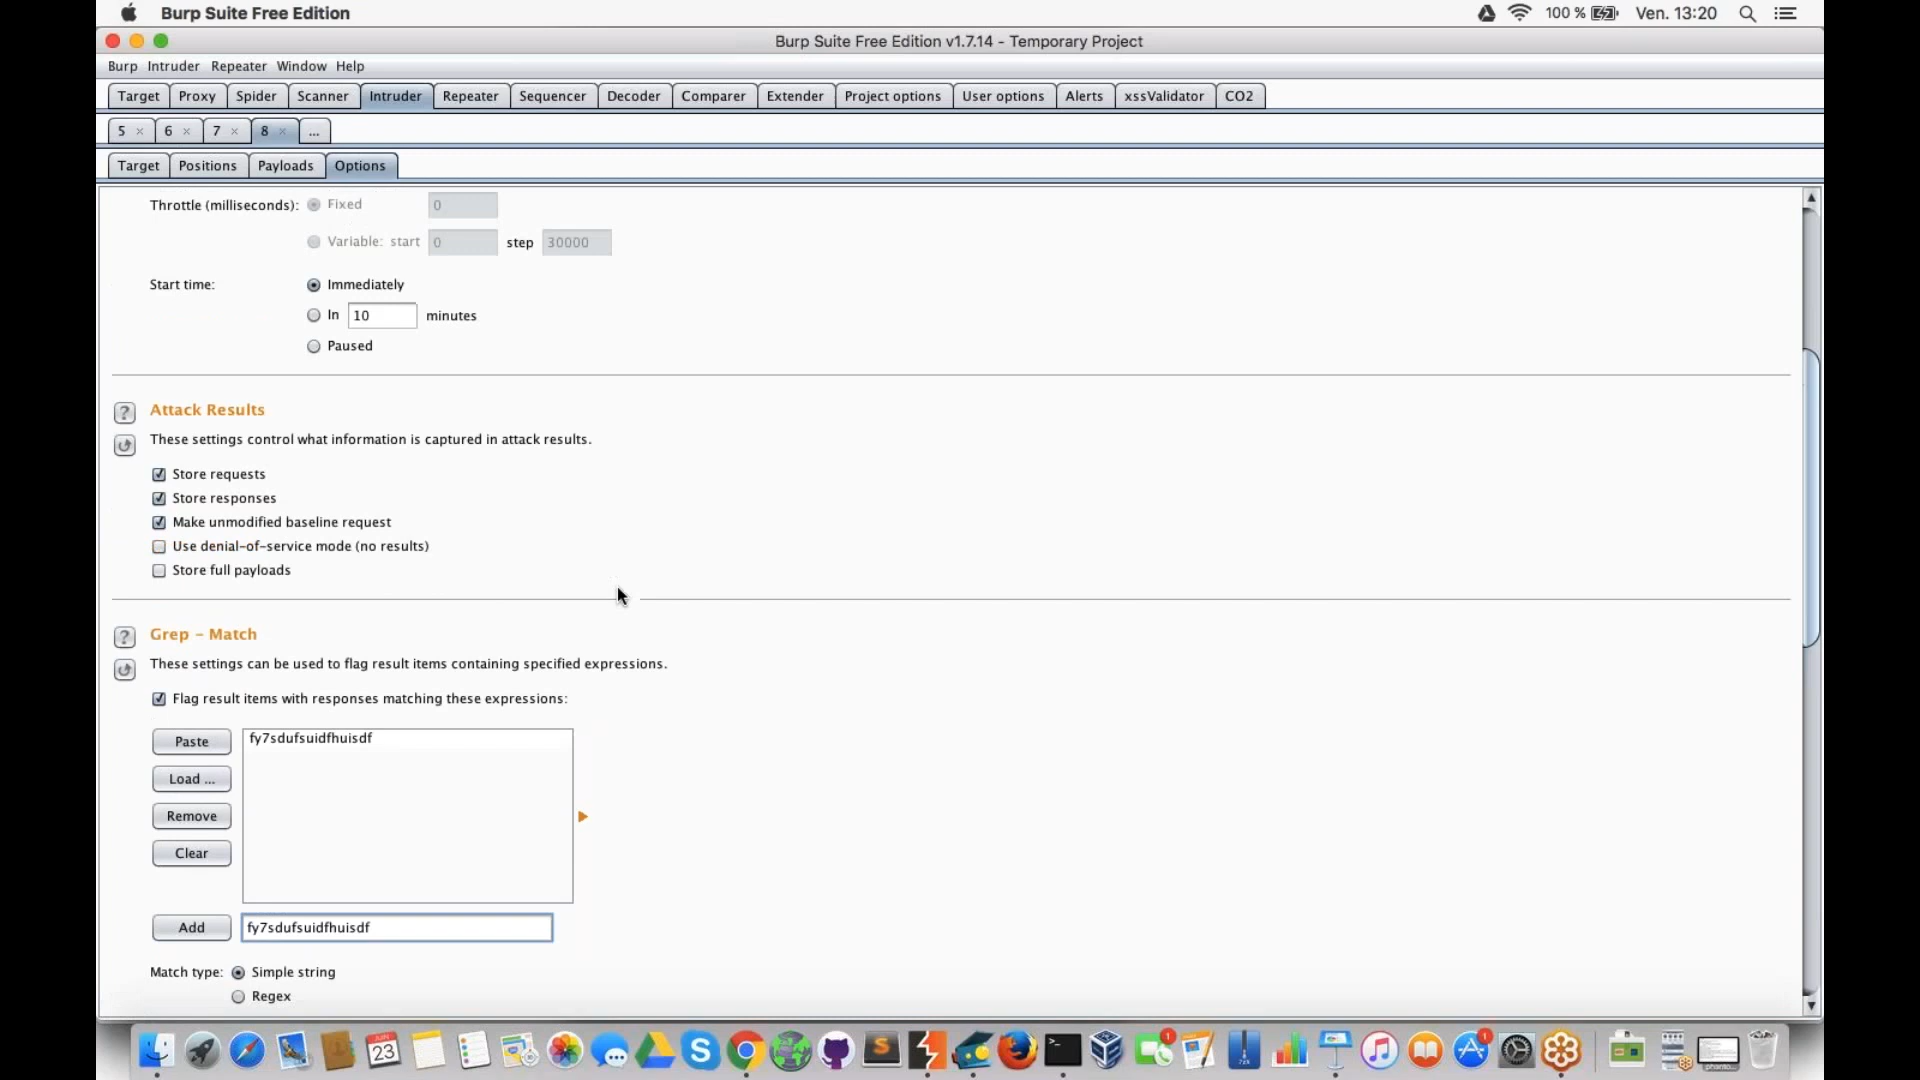 Burp Suite Free Edition 100 % Ven. 13:20
Burp Suite Free Edition v1.7.14 - Temporary Project
Burp Intruder Repeater Window Help
Target Proxy Spider Scanner Intruder Repeater Sequencer Decoder Comparer Extender Project options User options Alerts xssValidator CO2
5 × 6 × 7 × 8 × ...
Target Positions Payloads Options
Throttle (milliseconds): Fixed 0
Variable: start 0 step 30000
Start time: Immediately
In 10 minutes
Paused
? Attack Results
These settings control what information is captured in attack results.
Store requests
Store responses
Make unmodified baseline request
Use denial-of-service mode (no results)
Store full payloads
? Grep - Match
These settings can be used to flag result items containing specified expressions.
Flag result items with responses matching these expressions:
Paste fy7sdufsuidfhuisdf
Load ...
Remove
Clear
Add fy7sdufsuidfhuisdf
Match type: Simple string
Regex
23 S 1 1